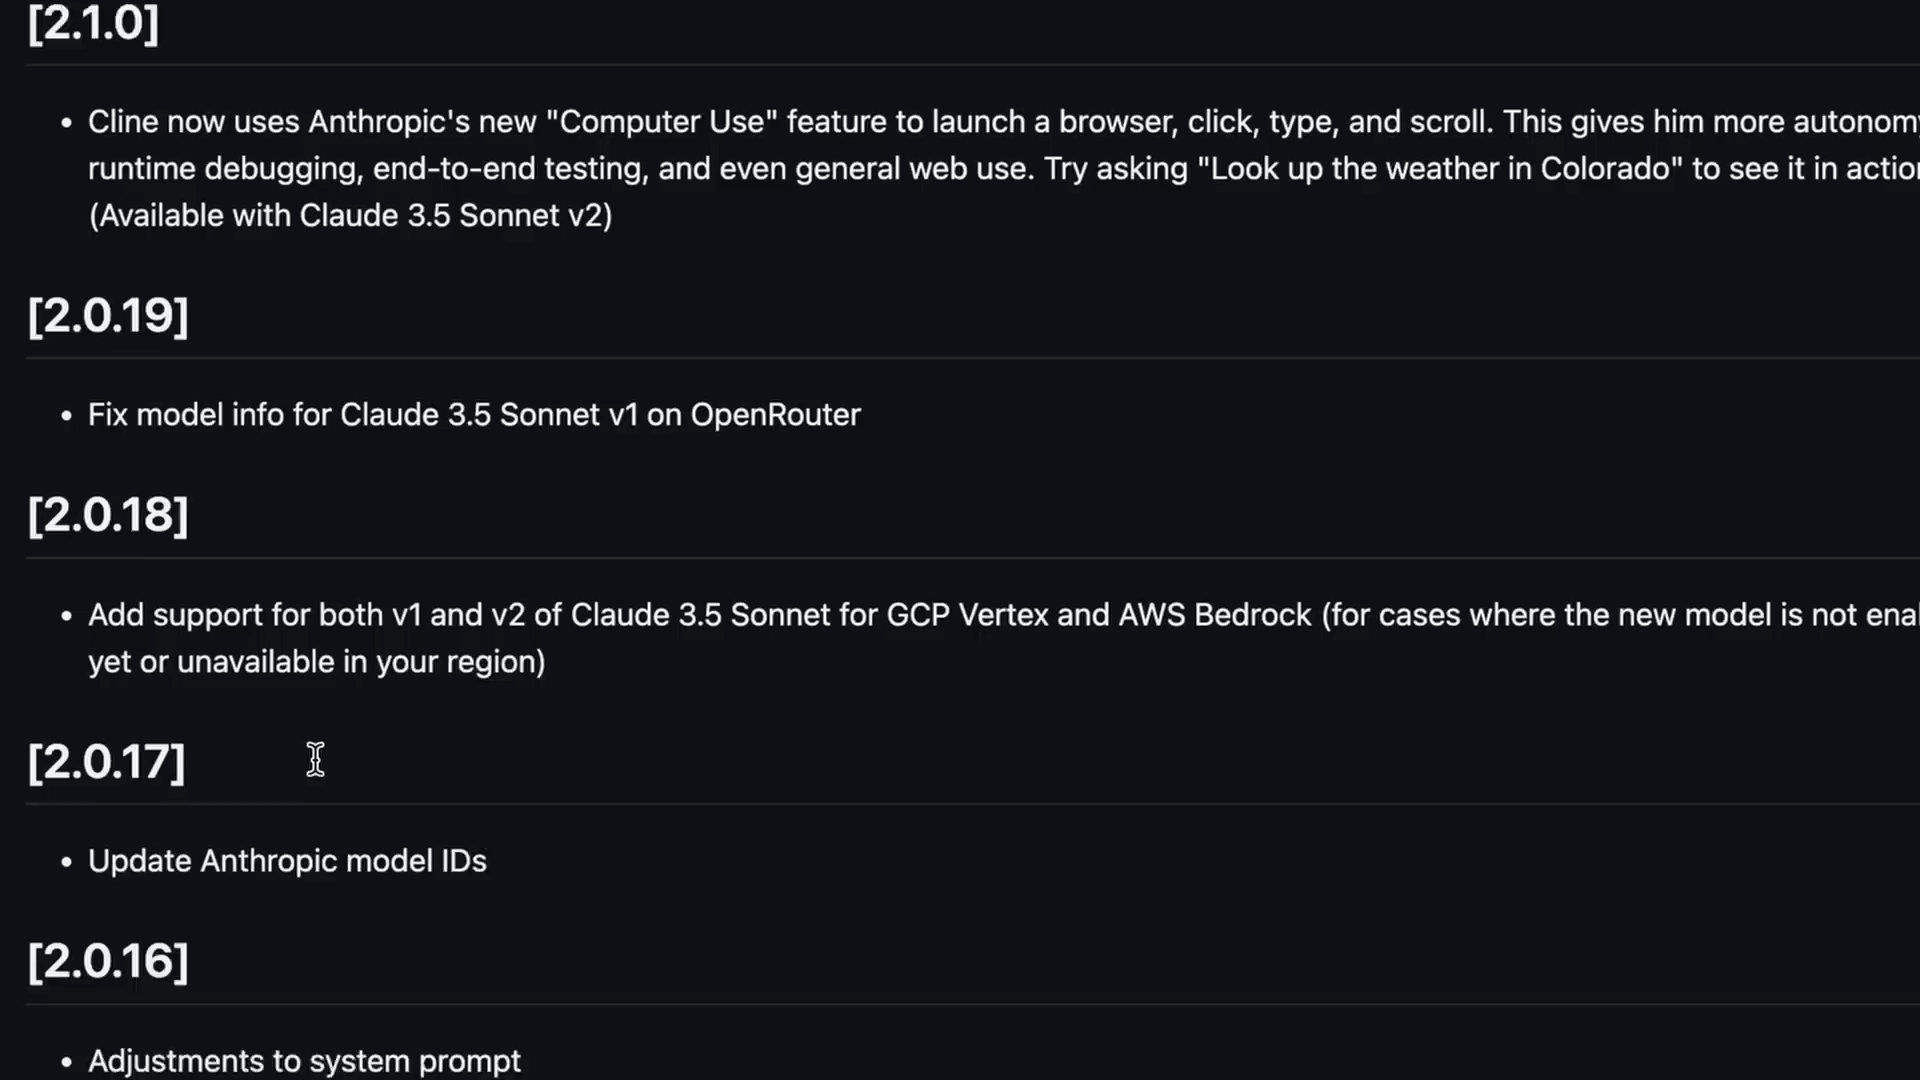 [2.1.0]
• Cline now uses Anthropic's new "Computer Use" feature to launch a browser, click, type, and scroll. This gives him more
runtime debugging, end-to-end testing, and even general web use. Try asking "Look up the weather in Colorado" to see it in
(Available with Claude 3.5 Sonnet v2)
[2.0.19]
• Fix model info for Claude 3.5 Sonnet v1 on OpenRouter
[2.0.18]
• Add support for both v1 and v2 of Claude 3.5 Sonnet for GCP Vertex and AWS Bedrock (for cases where the new model is not
yet or unavailable in your region)
[2.0.17]
• Update Anthropic model IDs
[2.0.16]
• Adjustments to system prompt